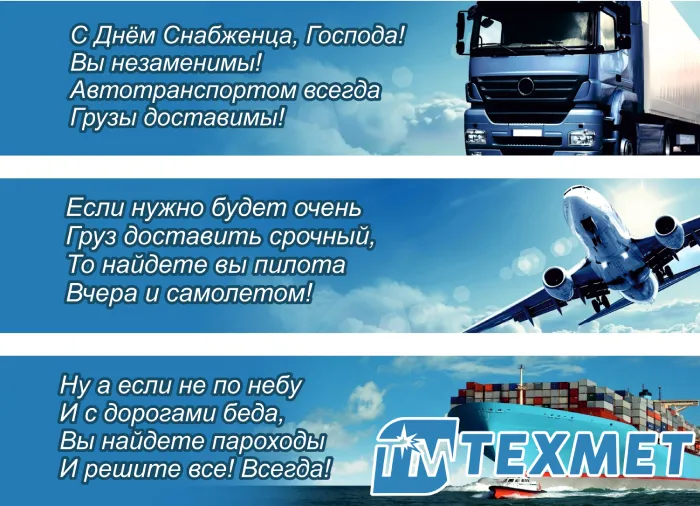 С Днём Снабженца, Господа!
Вы незаменимы!
Автотранспортом всегда
Грузы доставимы!
Если нужно будет очень
Груз доставить срочный,
То найдете вы пилота
Вчера и самолетом!
Ну а если не по небу
И с дорогами беда,
Вы найдете пароходы
И решите все! Всегда!
ТМ ТЕХМЕТ